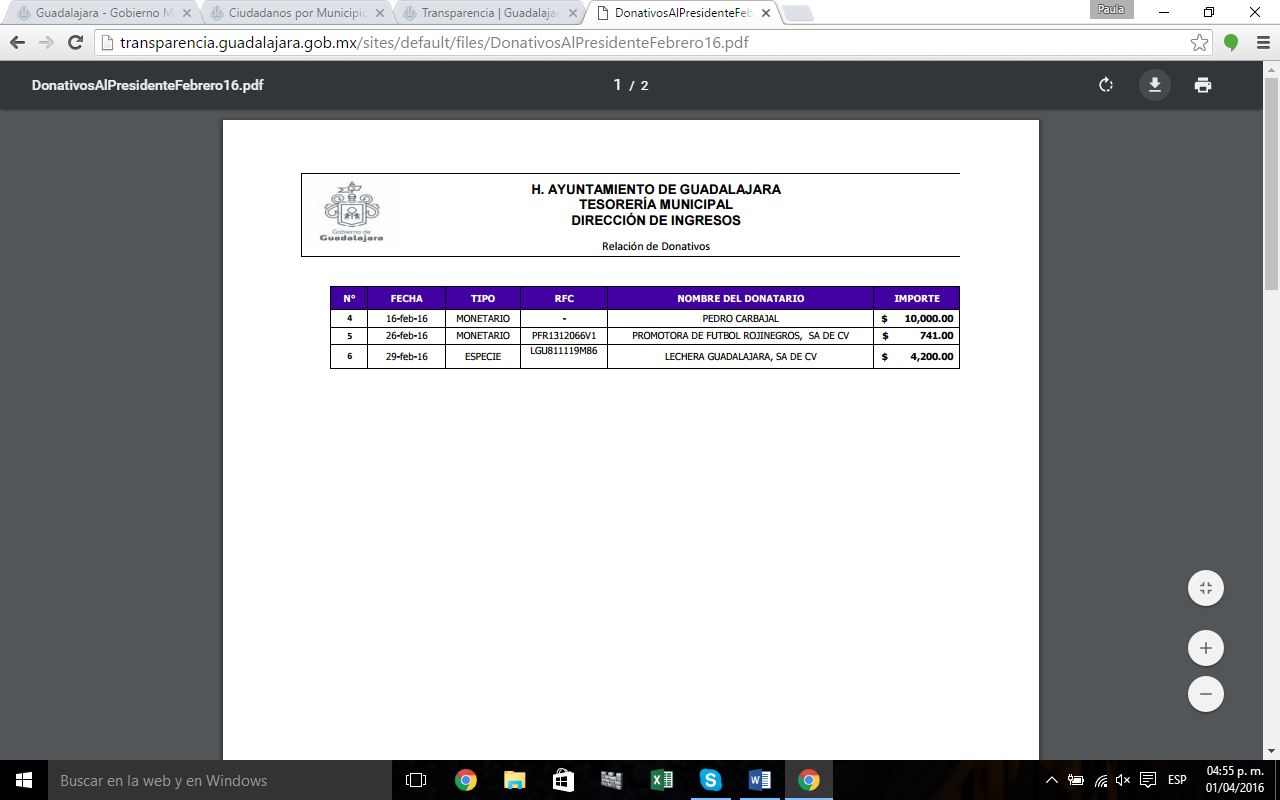 Guadalajara - Gobierno M
Ciudadanos por Municipio
Transparencia | Guadalajar
DonativosAlPresidenteFeb
Paula
transparencia.guadalajara.gob.mx/sites/default/files/DonativosAlPresidenteFebrero16.pdf
DonativosAlPresidenteFebrero16.pdf
1 / 2
Gobierno de
Guadalajara
H. AYUNTAMIENTO DE GUADALAJARA
TESORERÍA MUNICIPAL
DIRECCIÓN DE INGRESOS
Relación de Donativos
Nº FECHA TIPO RFC NOMBRE DEL DONATARIO IMPORTE
4 16-feb-16 MONETARIO - PEDRO CARBAJAL $ 10,000.00
5 26-feb-16 MONETARIO PFR1312066V1 PROMOTORA DE FUTBOL ROJINEGROS, SA DE CV $ 741.00
6 29-feb-16 ESPECIE LGU811119M86 LECHERA GUADALAJARA, SA DE CV $ 4,200.00
Buscar en la web y en Windows
ESP
04:55 p. m.
01/04/2016